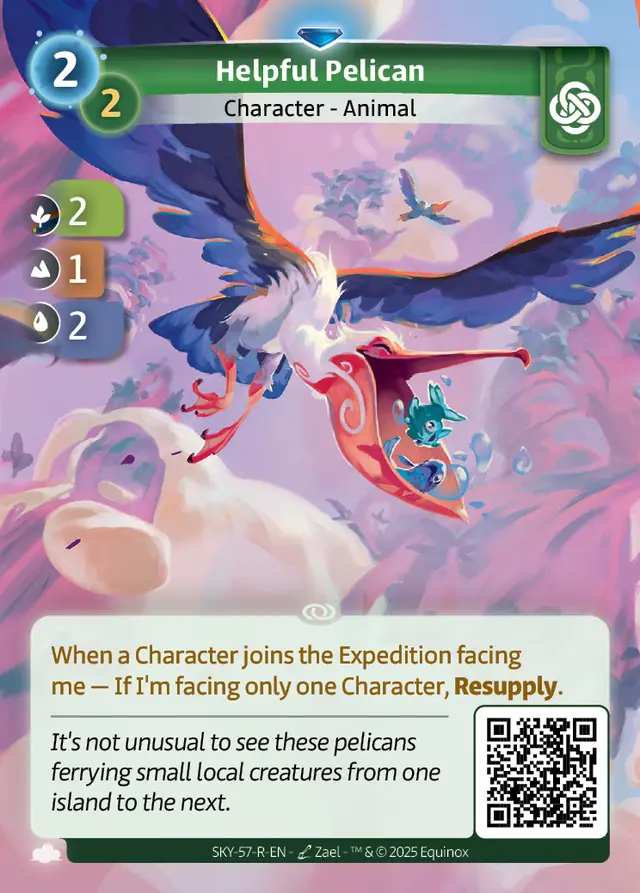 2
2
Helpful Pelican
Character - Animal
2
1
2
When a Character joins the Expedition facing
me — If I'm facing only one Character, Resupply.
It's not unusual to see these pelicans
ferrying small local creatures from one
island to the next.
SKY-57-R-EN - Zael - ™ & © 2025 Equinox